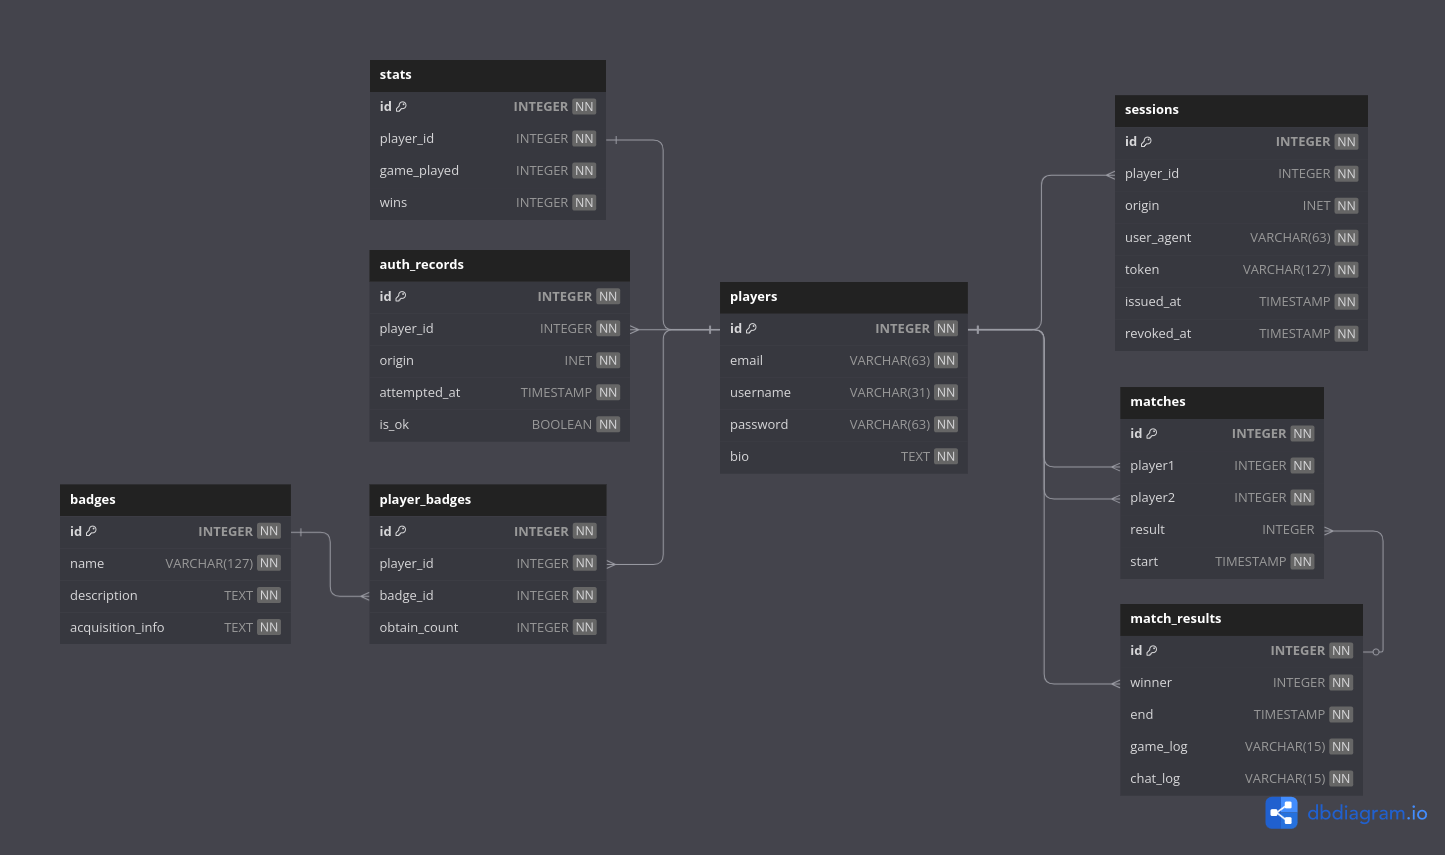 stats
id INTEGER NN
player_id INTEGER NN
game_played INTEGER NN
wins INTEGER NN
auth_records
id INTEGER NN
player_id INTEGER NN
origin INET NN
attempted_at TIMESTAMP NN
is_ok BOOLEAN NN
badges
id INTEGER NN
name VARCHAR(127) NN
description TEXT NN
acquisition_info TEXT NN
player_badges
id INTEGER NN
player_id INTEGER NN
badge_id INTEGER NN
obtain_count INTEGER NN
players
id INTEGER NN
email VARCHAR(63) NN
username VARCHAR(31) NN
password VARCHAR(63) NN
bio TEXT NN
sessions
id INTEGER NN
player_id INTEGER NN
origin INET NN
user_agent VARCHAR(63) NN
token VARCHAR(127) NN
issued_at TIMESTAMP NN
revoked_at TIMESTAMP NN
matches
id INTEGER NN
player1 INTEGER NN
player2 INTEGER NN
result INTEGER
start TIMESTAMP NN
match_results
id INTEGER NN
winner INTEGER NN
end TIMESTAMP NN
game_log VARCHAR(15) NN
chat_log VARCHAR(15) NN
dbdiagram.io